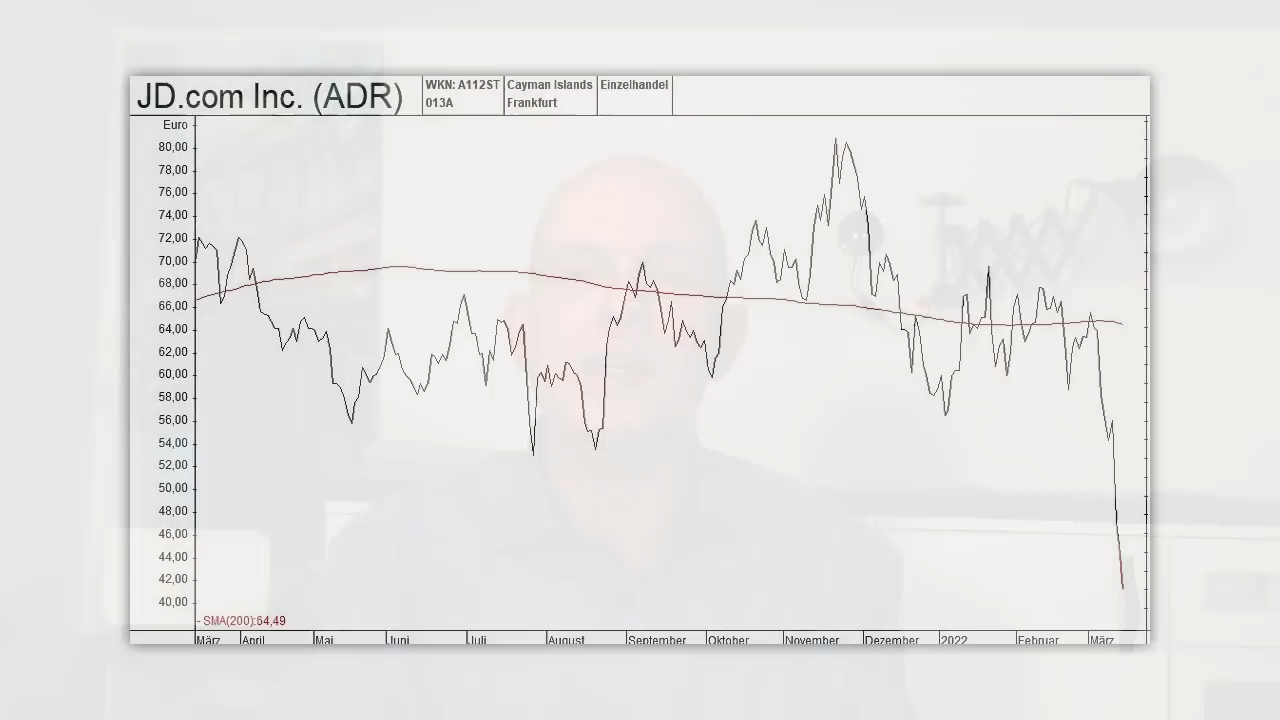 JD.com Inc. (ADR)
WKN: A112ST
013A
Cayman Islands
Frankfurt
Einzelhandel
Euro
80,00
78,00
76,00
74,00
72,00
70,00
68,00
66,00
64,00
62,00
60,00
58,00
56,00
54,00
52,00
50,00
48,00
46,00
44,00
42,00
40,00
- SMA(200):64,49
März April Mai Juni Juli August September Oktober November Dezember 2022 Februar März